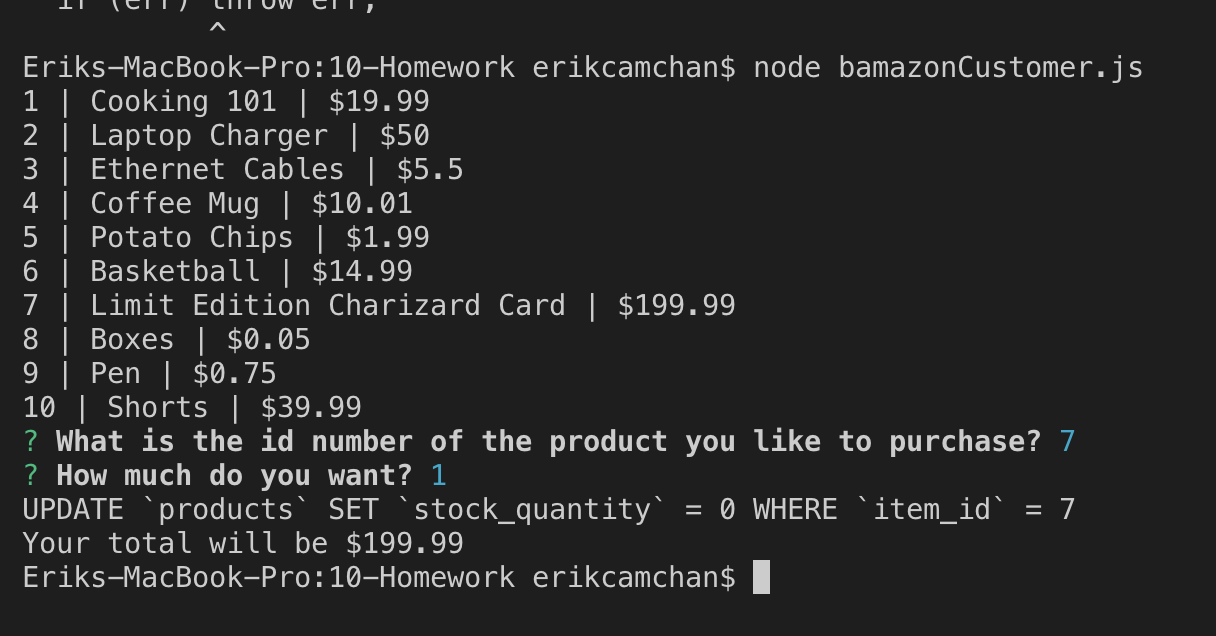 if (err) throw err;
^
Eriks-MacBook-Pro:10-Homework erikcamchan$ node bamazonCustomer.js
1 | Cooking 101 | $19.99
2 | Laptop Charger | $50
3 | Ethernet Cables | $5.5
4 | Coffee Mug | $10.01
5 | Potato Chips | $1.99
6 | Basketball | $14.99
7 | Limit Edition Charizard Card | $199.99
8 | Boxes | $0.05
9 | Pen | $0.75
10 | Shorts | $39.99
? What is the id number of the product you like to purchase? 7
? How much do you want? 1
UPDATE `products` SET `stock_quantity` = 0 WHERE `item_id` = 7
Your total will be $199.99
Eriks-MacBook-Pro:10-Homework erikcamchan$